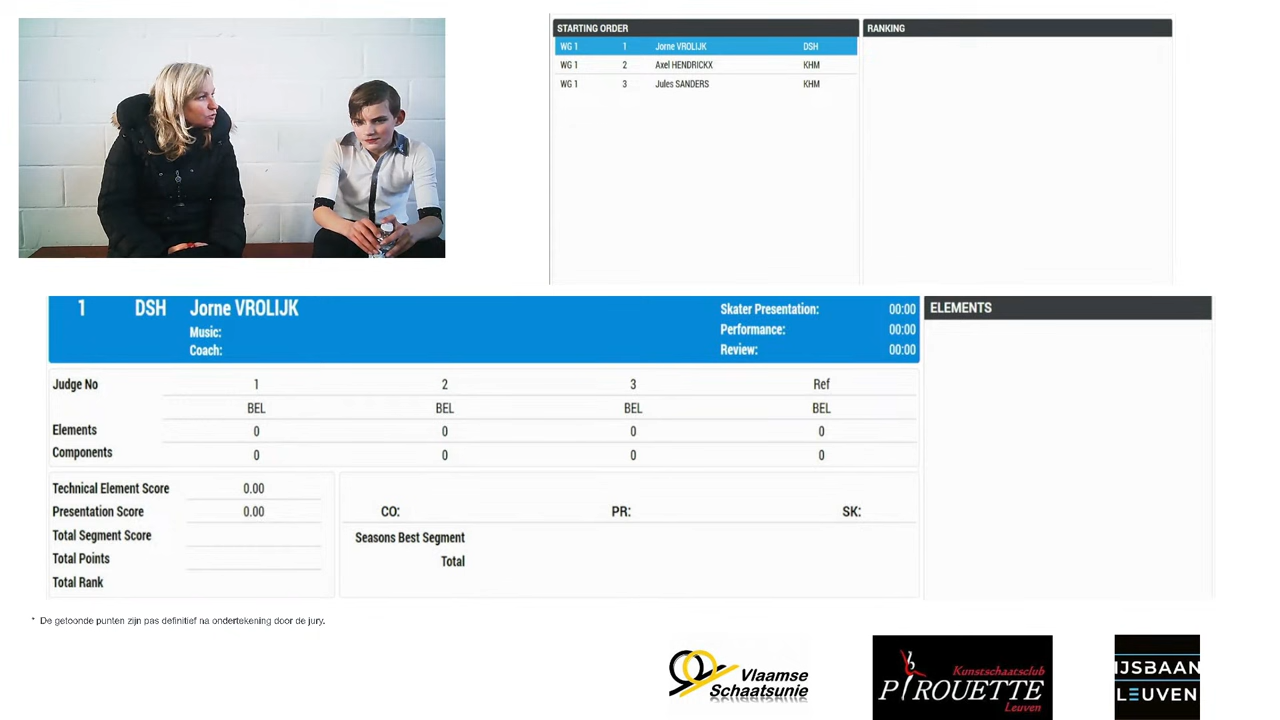 STARTING ORDER
WG 1 1 Jorne VROLIJK DSH
WG 1 2 Axel HENDRICKX KHM
WG 1 3 Jules SANDERS KHM
RANKING
1 DSH Jorne VROLIJK
Music:
Coach:
Skater Presentation: 00:00
Performance: 00:00
Review: 00:00
ELEMENTS
Judge No 1 2 3 Ref
BEL BEL BEL BEL
Elements 0 0 0 0
Components 0 0 0 0
Technical Element Score 0.00
Presentation Score 0.00
Total Segment Score
Total Points
Total Rank
CO: PR: SK:
Seasons Best Segment
Total
* De getoonde punten zijn pas definitief na ondertekening door de jury.
Vlaamse
Schaatsunie
Kunstschaatsclub
PIROUETTE
Leuven
IJSBAAN
LEUVEN